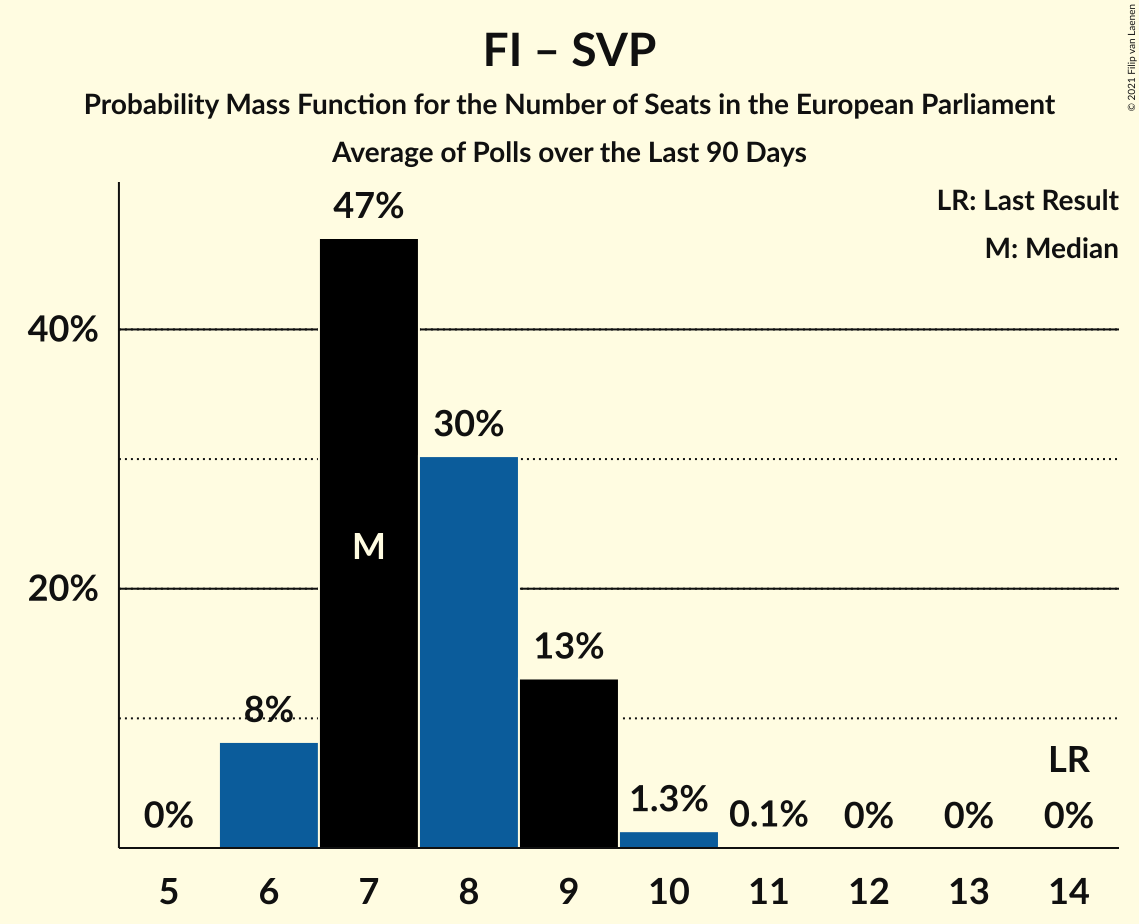 FI – SVP
Probability Mass Function for the Number of Seats in the European Parliament
Average of Polls over the Last 90 Days
© 2021 Filip van Laenen
LR: Last Result
M: Median
47%
40%
30%
M
20%
13%
8%
LR
0%
1.3%
0.1%
0%
0%
0%
5 6 7 8 9 10 11 12 13 14